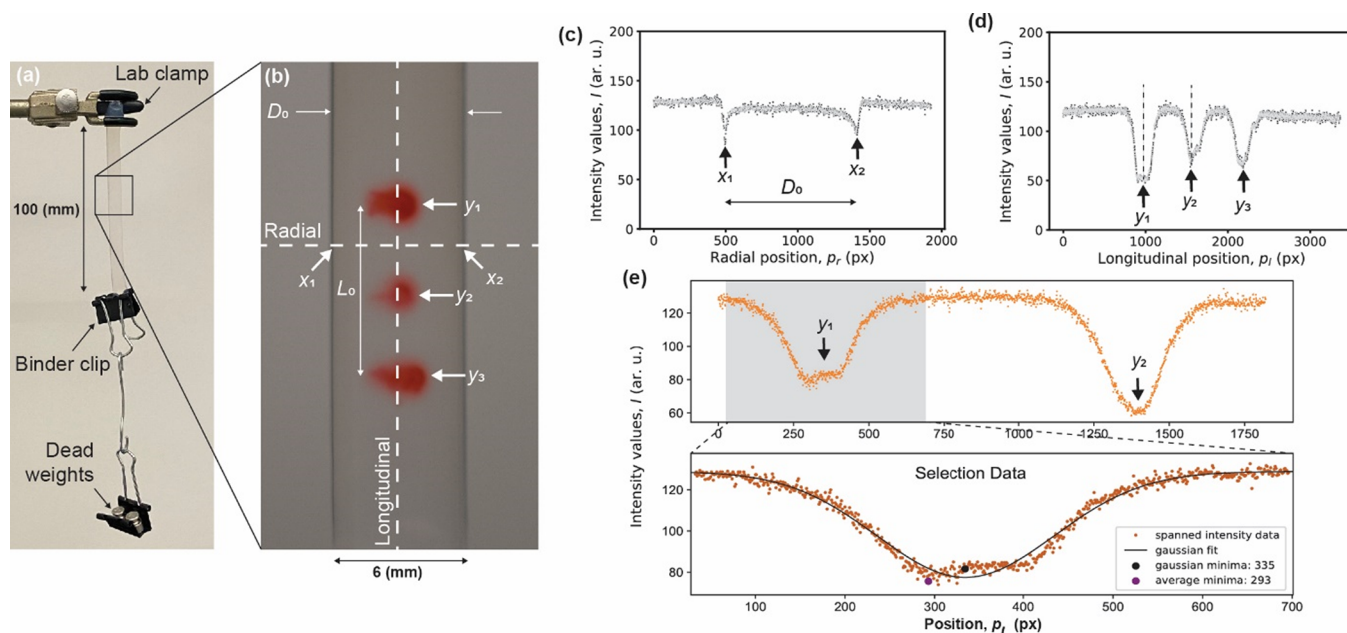 (a)
Lab clamp
100 (mm)
Binder clip
Dead
weights
(b)
D₀
y₁
Radial
x₁
x₂
L₀
y₂
y₃
Longitudinal
6 (mm)
(c)
Intensity values, I (ar. u.)
200
150
100
50
0
x₁
x₂
D₀
0 500 1000 1500 2000
Radial position, pᵣ (px)
(d)
Intensity values, I (ar. u.)
200
150
100
50
0
y₁
y₂
y₃
0 1000 2000 3000
Longitudinal position, pₗ (px)
(e)
Intensity values, I (ar. u.)
120
100
80
60
y₁
y₂
0 250 500 750 1000 1250 1500 1750
Selection Data
120
100
80
spanned intensity data
gaussian fit
gaussian minima: 335
average minima: 293
100 200 300 400 500 600 700
Position, pₗ (px)